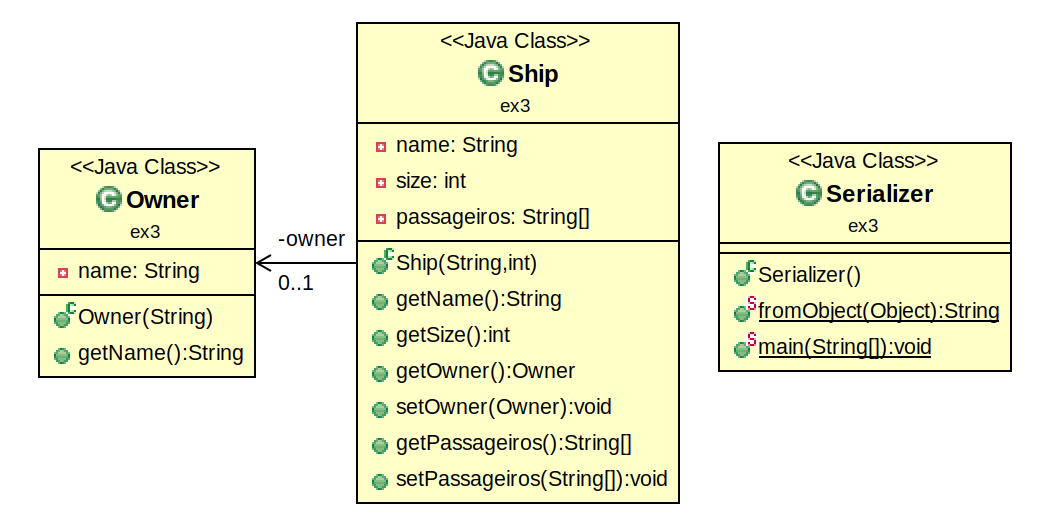 <<Java Class>>
Owner
ex3
name: String
Owner(String)
getName():String
-owner
0..1
<<Java Class>>
Ship
ex3
name: String
size: int
passageiros: String[]
Ship(String,int)
getName():String
getSize():int
getOwner():Owner
setOwner(Owner):void
getPassageiros():String[]
setPassageiros(String[]):void
<<Java Class>>
Serializer
ex3
Serializer()
fromObject(Object):String
main(String[]):void